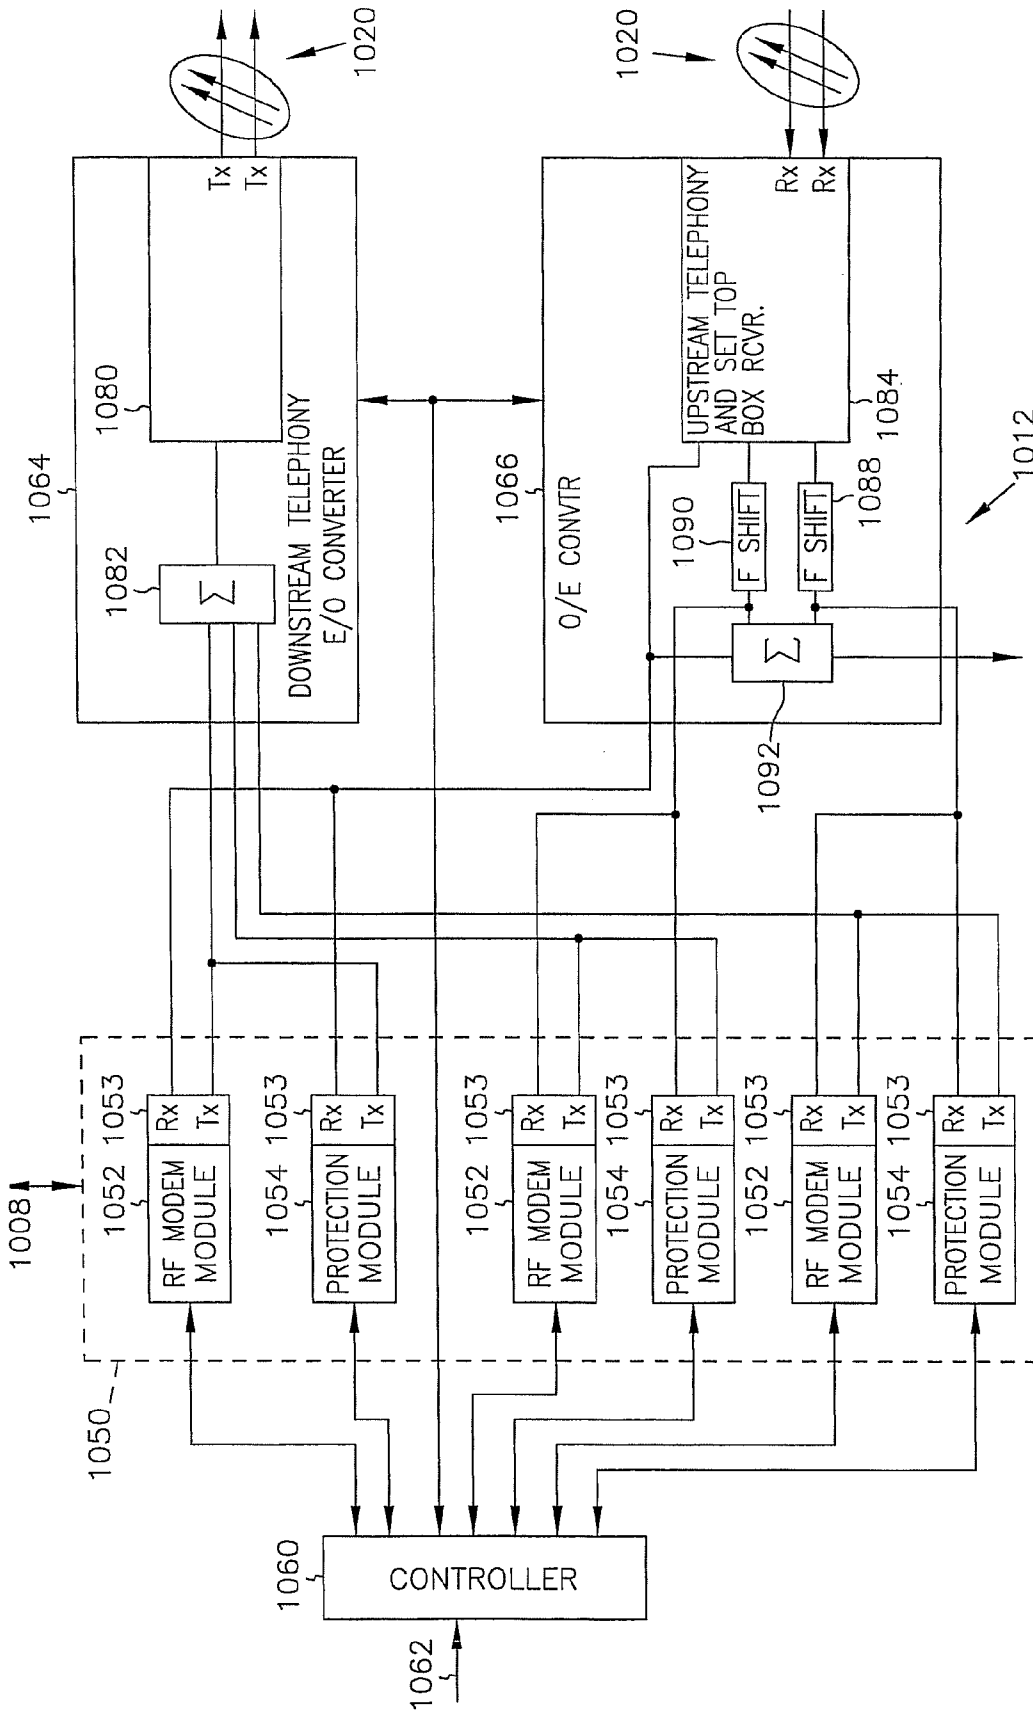 1020
1020
Tx
Tx
1080
1064
1082
Σ
DOWNSTREAM TELEPHONY
E/O CONVERTER
Rx
Rx
UPSTREAM TELEPHONY
AND SET TOP
BOX RCVR.
1084
1066
O/E CONVTR
1090
F SHIFT
F SHIFT
1088
Σ
1092
1012
1008
1052
1053
RF MODEM
MODULE
Rx
Tx
1054
1053
PROTECTION
MODULE
Rx
Tx
1052
1053
RF MODEM
MODULE
Rx
Tx
1054
1053
PROTECTION
MODULE
Rx
Tx
1052
1053
RF MODEM
MODULE
Rx
Tx
1054
1053
PROTECTION
MODULE
Rx
Tx
1050
1060
CONTROLLER
1062